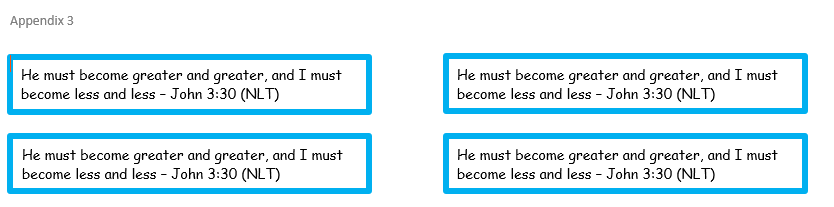 Appendix 3
He must become greater and greater, and I must
become less and less – John 3:30 (NLT)
He must become greater and greater, and I must
become less and less – John 3:30 (NLT)
He must become greater and greater, and I must
become less and less – John 3:30 (NLT)
He must become greater and greater, and I must
become less and less – John 3:30 (NLT)